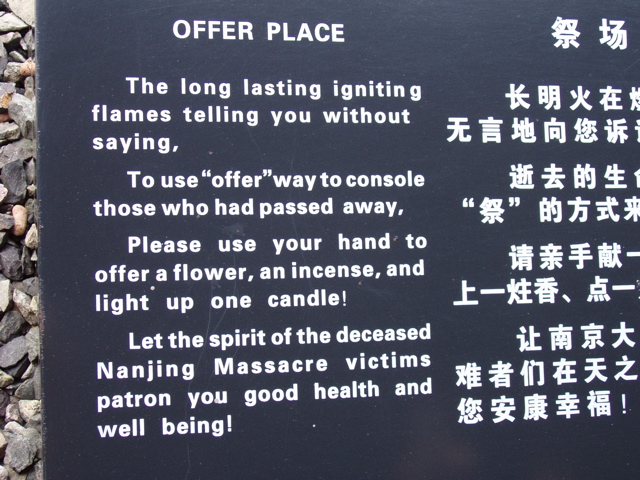 OFFER PLACE
The long lasting igniting
flames telling you without
saying,
To use "offer" way to console
those who had passed away,
Please use your hand to
offer a flower, an incense, and
light up one candle!
Let the spirit of the deceased
Nanjing Massacre victims
patron you good health and
well being!
祭场
长明火在
无言地向您诉
逝去的生
“祭”的方式
请亲手献一
上一炷香、点一
让南京大
难者们在天之
您安康幸福！